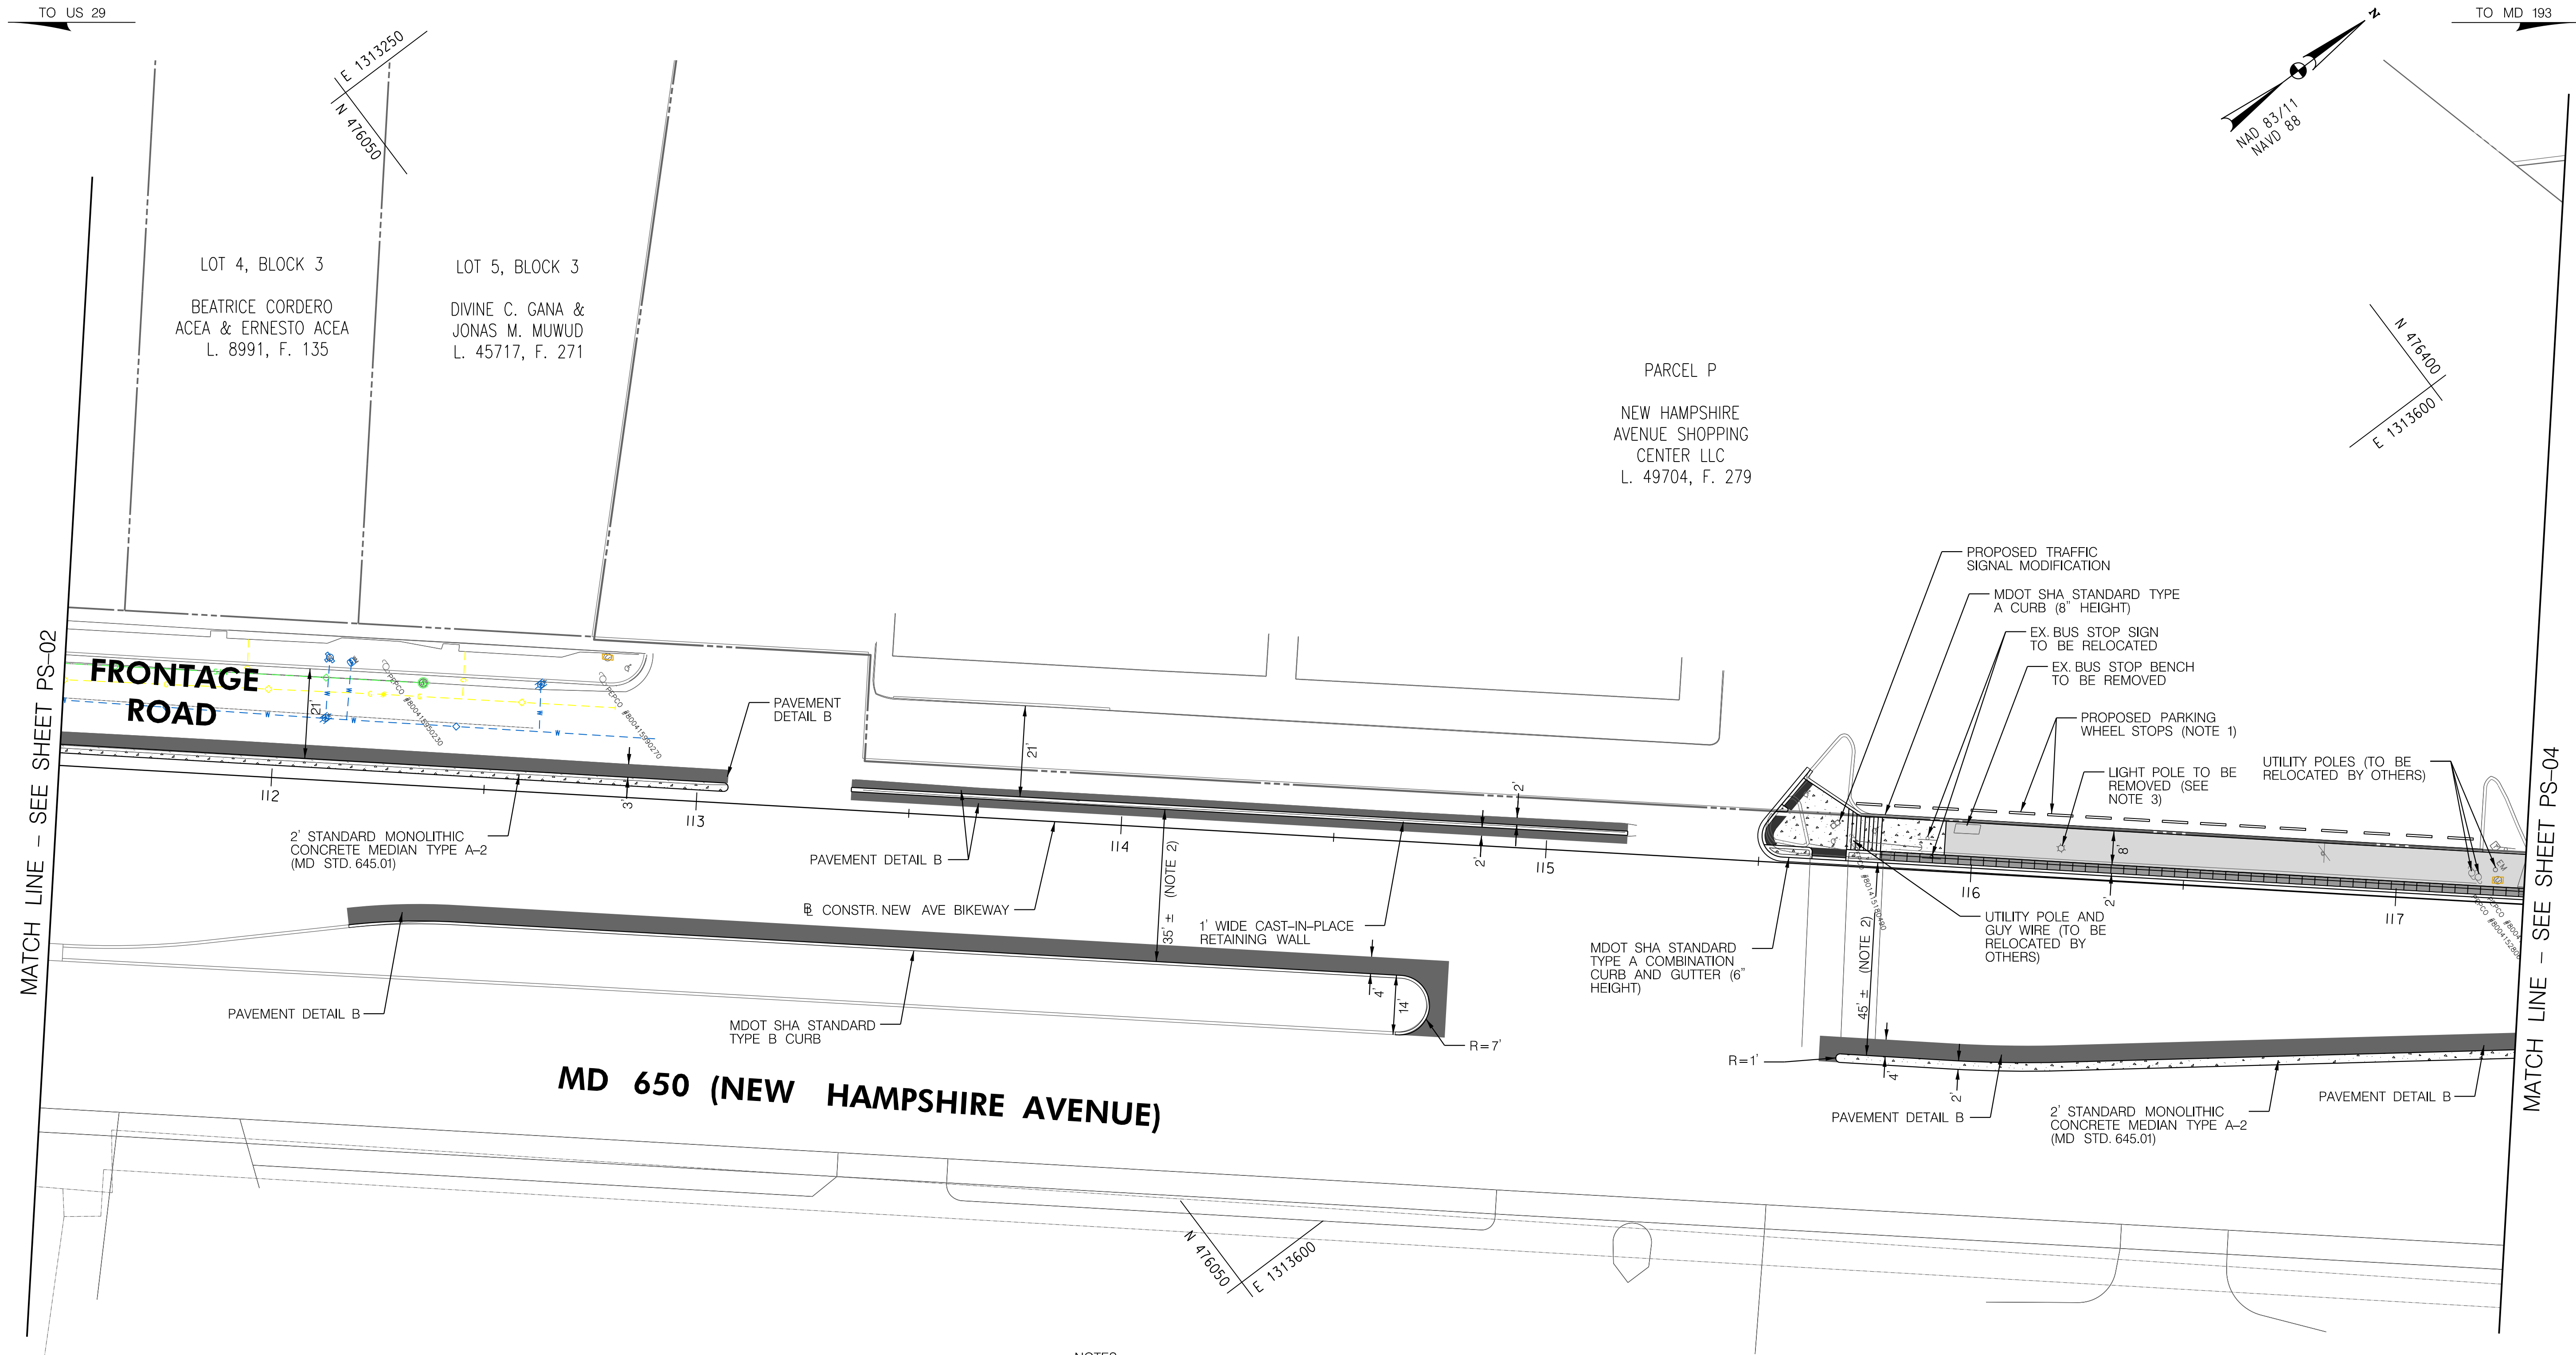 TO US 29
TO MD 193
N
NAD 83/11
NAVD 88
E 1313250
N 476050
LOT 4, BLOCK 3
BEATRICE CORDERO
ACEA & ERNESTO ACEA
L. 8991, F. 135
LOT 5, BLOCK 3
DIVINE C. GANA &
JONAS M. MUWUD
L. 45717, F. 271
PARCEL P
NEW HAMPSHIRE
AVENUE SHOPPING
CENTER LLC
L. 49704, F. 279
N 476400
E 1313600
PROPOSED TRAFFIC
SIGNAL MODIFICATION
MDOT SHA STANDARD TYPE
A CURB (8" HEIGHT)
EX. BUS STOP SIGN
TO BE RELOCATED
EX. BUS STOP BENCH
TO BE REMOVED
PROPOSED PARKING
WHEEL STOPS (NOTE 1)
LIGHT POLE TO BE
REMOVED (SEE
NOTE 3)
UTILITY POLES (TO BE
RELOCATED BY OTHERS)
MATCH LINE - SEE SHEET PS-02
MATCH LINE - SEE SHEET PS-04
FRONTAGE
ROAD
21'
PEPCO #800415950230
PEPCO #800415990270
W
W
W
W
W
3'
PAVEMENT
DETAIL B
21'
2'
2'
8'
2'
EM
112
113
114
115
116
117
2' STANDARD MONOLITHIC
CONCRETE MEDIAN TYPE A-2
(MD STD. 645.01)
PAVEMENT DETAIL B
35' ± (NOTE 2)
℄ CONSTR. NEW AVE BIKEWAY
1' WIDE CAST-IN-PLACE
RETAINING WALL
MDOT SHA STANDARD
TYPE A COMBINATION
CURB AND GUTTER (6"
HEIGHT)
45' ± (NOTE 2)
UTILITY POLE AND
GUY WIRE (TO BE
RELOCATED BY
OTHERS)
PAVEMENT DETAIL B
MDOT SHA STANDARD
TYPE B CURB
4'
14'
R=7'
R=1'
4'
2'
PAVEMENT DETAIL B
2' STANDARD MONOLITHIC
CONCRETE MEDIAN TYPE A-2
(MD STD. 645.01)
PAVEMENT DETAIL B
MD 650 (NEW HAMPSHIRE AVENUE)
N 476050
E 1313600
NOTES